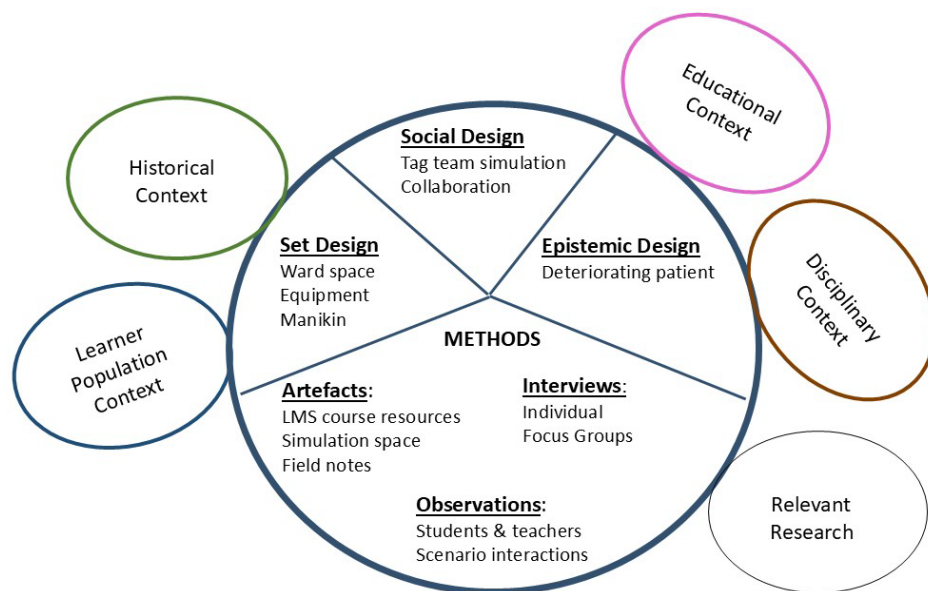 Historical
Context
Learner
Population
Context
Social Design
Tag team simulation
Collaboration
Set Design
Ward space
Equipment
Manikin
Epistemic Design
Deteriorating patient
METHODS
Artefacts:
LMS course resources
Simulation space
Field notes
Interviews:
Individual
Focus Groups
Observations:
Students & teachers
Scenario interactions
Educational
Context
Disciplinary
Context
Relevant
Research